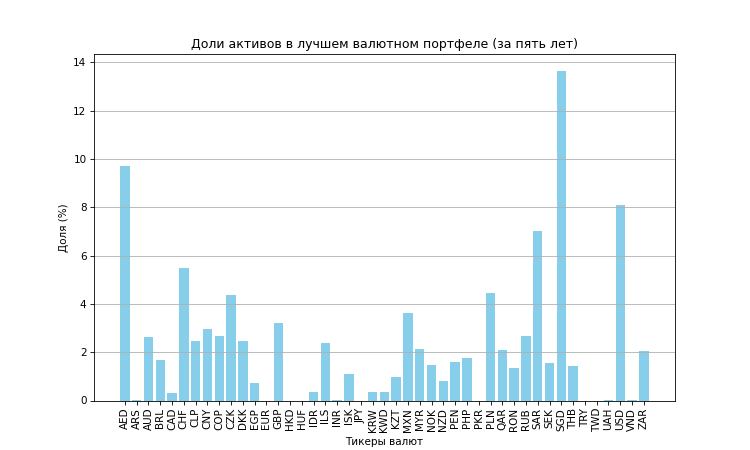 Доли активов в лучшем валютном портфеле (за пять лет)
Доля (%)
14
12
10
8
6
4
2
0
AED ARS AUD BRL CAD CHF CLP CNY COP CZK DKK EGP EUR GBP HKD HUF IDR ILS INR ISK JPY KRW KWD KZT MXN MYR NOK NZD PEN PHP PKR PLN QAR RON RUB SAR SEK SGD THB TRY TWD UAH USD VND ZAR
Тикеры валют